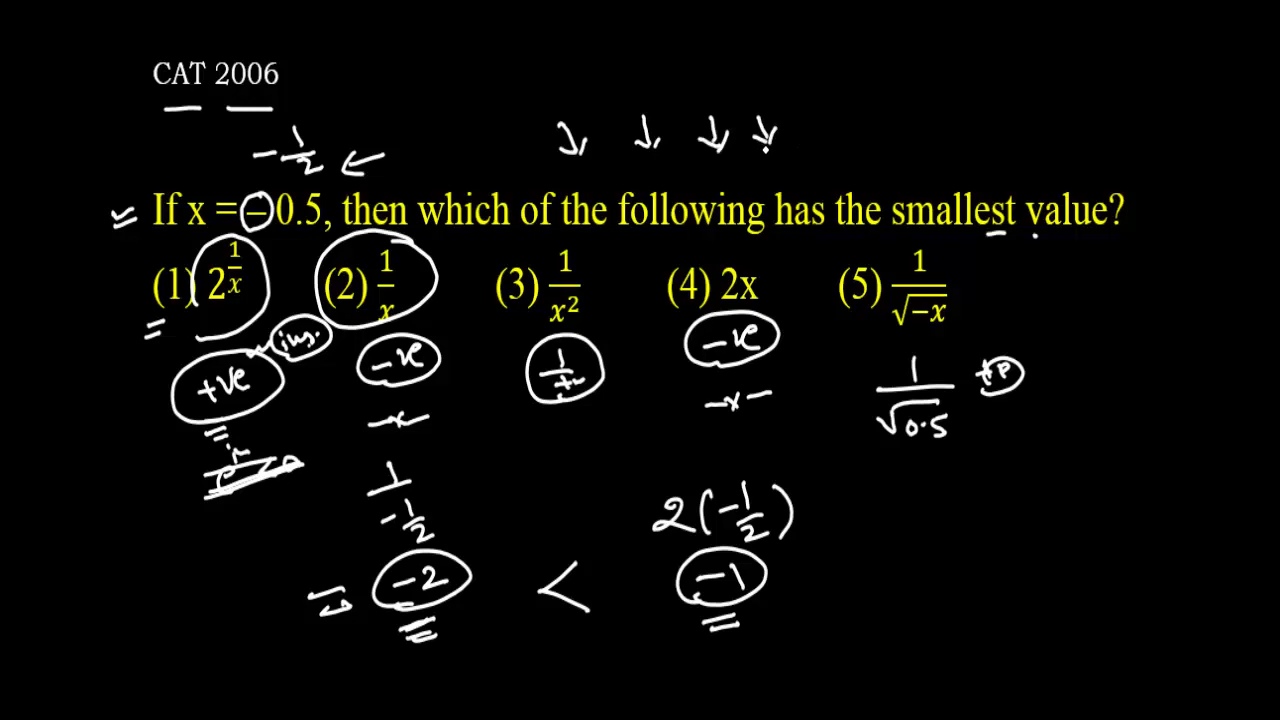 CAT 2006
-1/2
If x = – 0.5, then which of the following has the smallest value?
(1) 2^(1/x) (2) 1/x (3) 1/x² (4) 2x (5) 1/√-x
+ve -ve 1/+ -ve 1/√0.5
1/(-1/2) 2(-1/2)
= -2 < -1